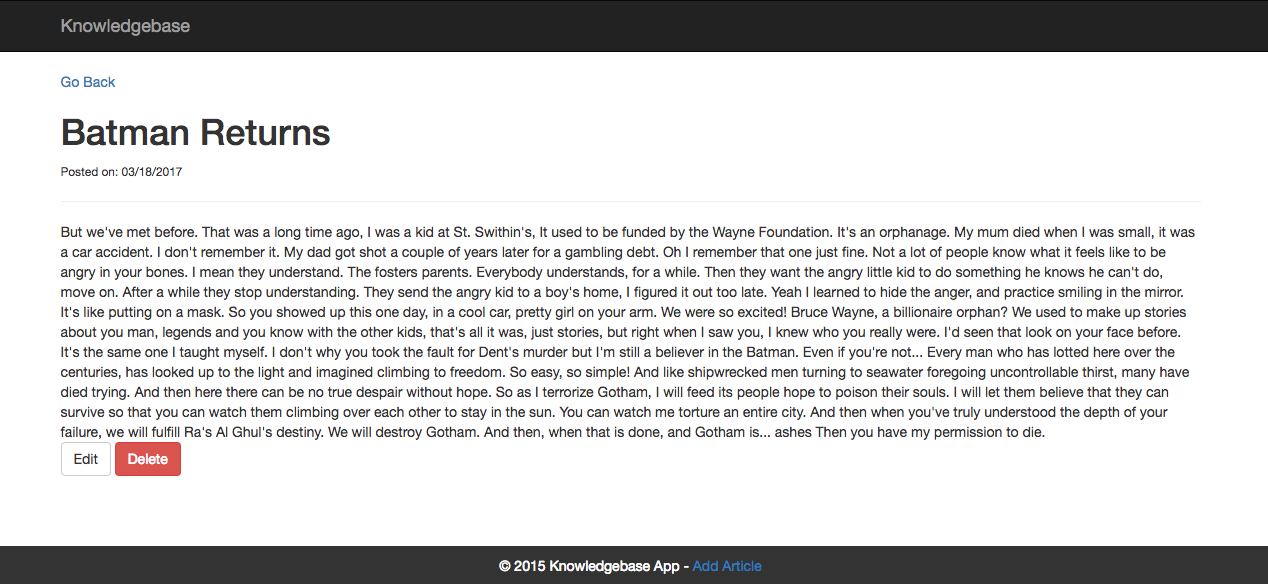 Knowledgebase
Go Back
Batman Returns
Posted on: 03/18/2017
But we've met before. That was a long time ago, I was a kid at St. Swithin's, It used to be funded by the Wayne Foundation. It's an orphanage. My mum died when I was small, it was
a car accident. I don't remember it. My dad got shot a couple of years later for a gambling debt. Oh I remember that one just fine. Not a lot of people know what it feels like to be
angry in your bones. I mean they understand. The fosters parents. Everybody understands, for a while. Then they want the angry little kid to do something he knows he can't do,
move on. After a while they stop understanding. They send the angry kid to a boy's home, I figured it out too late. Yeah I learned to hide the anger, and practice smiling in the mirror.
It's like putting on a mask. So you showed up this one day, in a cool car, pretty girl on your arm. We were so excited! Bruce Wayne, a billionaire orphan? We used to make up stories
about you man, legends and you know with the other kids, that's all it was, just stories, but right when I saw you, I knew who you really were. I'd seen that look on your face before.
It's the same one I taught myself. I don't why you took the fault for Dent's murder but I'm still a believer in the Batman. Even if you're not... Every man who has lotted here over the
centuries, has looked up to the light and imagined climbing to freedom. So easy, so simple! And like shipwrecked men turning to seawater foregoing uncontrollable thirst, many have
died trying. And then here there can be no true despair without hope. So as I terrorize Gotham, I will feed its people hope to poison their souls. I will let them believe that they can
survive so that you can watch them climbing over each other to stay in the sun. You can watch me torture an entire city. And then when you've truly understood the depth of your
failure, we will fulfill Ra's Al Ghul's destiny. We will destroy Gotham. And then, when that is done, and Gotham is... ashes Then you have my permission to die.
Edit Delete
© 2015 Knowledgebase App - Add Article